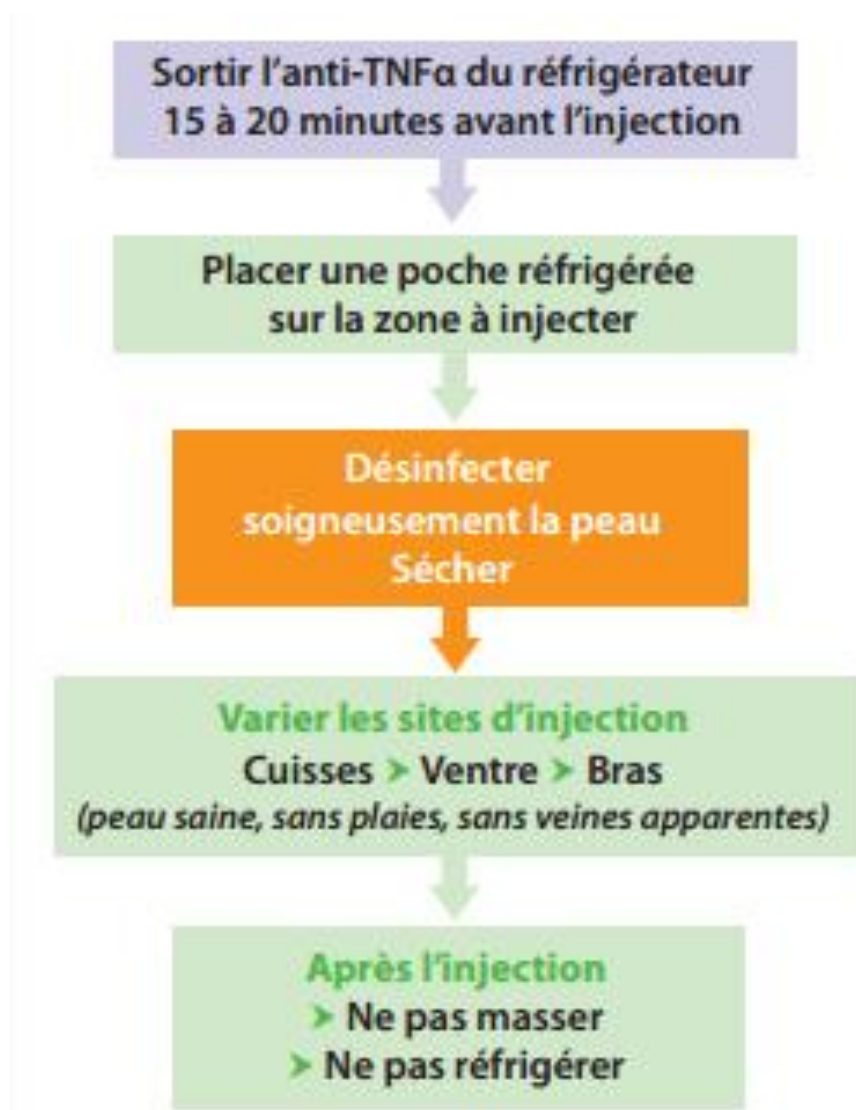 Sortir l'anti-TNFα du réfrigérateur
15 à 20 minutes avant l'injection
Placer une poche réfrigérée
sur la zone à injecter
Désinfecter
soigneusement la peau
Sécher
Varier les sites d'injection
Cuisses ➤ Ventre ➤ Bras
(peau saine, sans plaies, sans veines apparentes)
Après l'injection
➤ Ne pas masser
➤ Ne pas réfrigérer